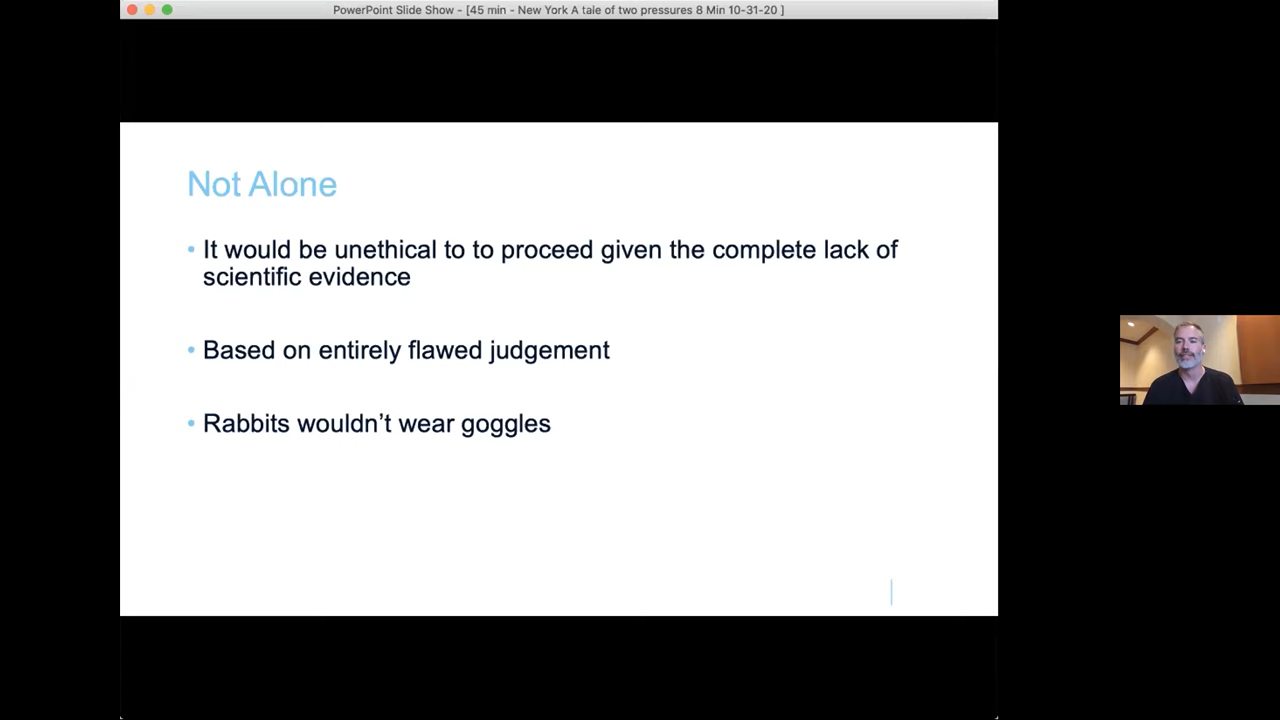 PowerPoint Slide Show - [45 min - New York A tale of two pressures 8 Min 10-31-20 ]
Not Alone
• It would be unethical to to proceed given the complete lack of
scientific evidence
• Based on entirely flawed judgement
• Rabbits wouldn’t wear goggles